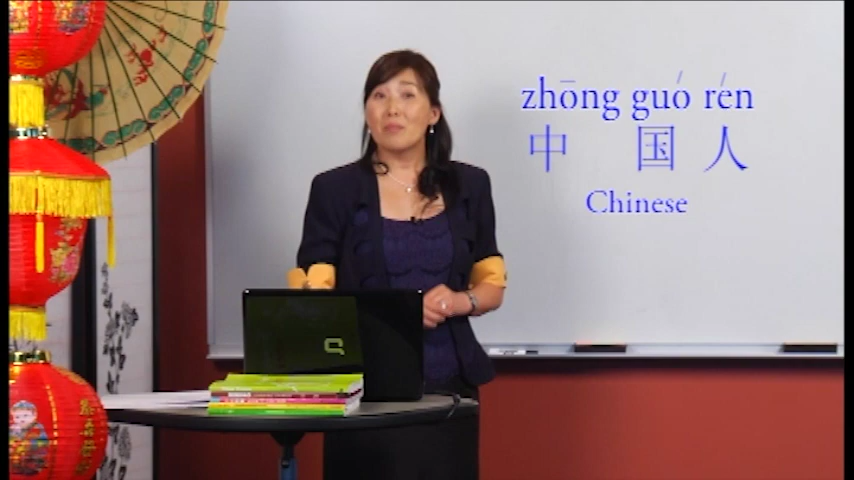 zhōng guó rén
中 国 人
Chinese